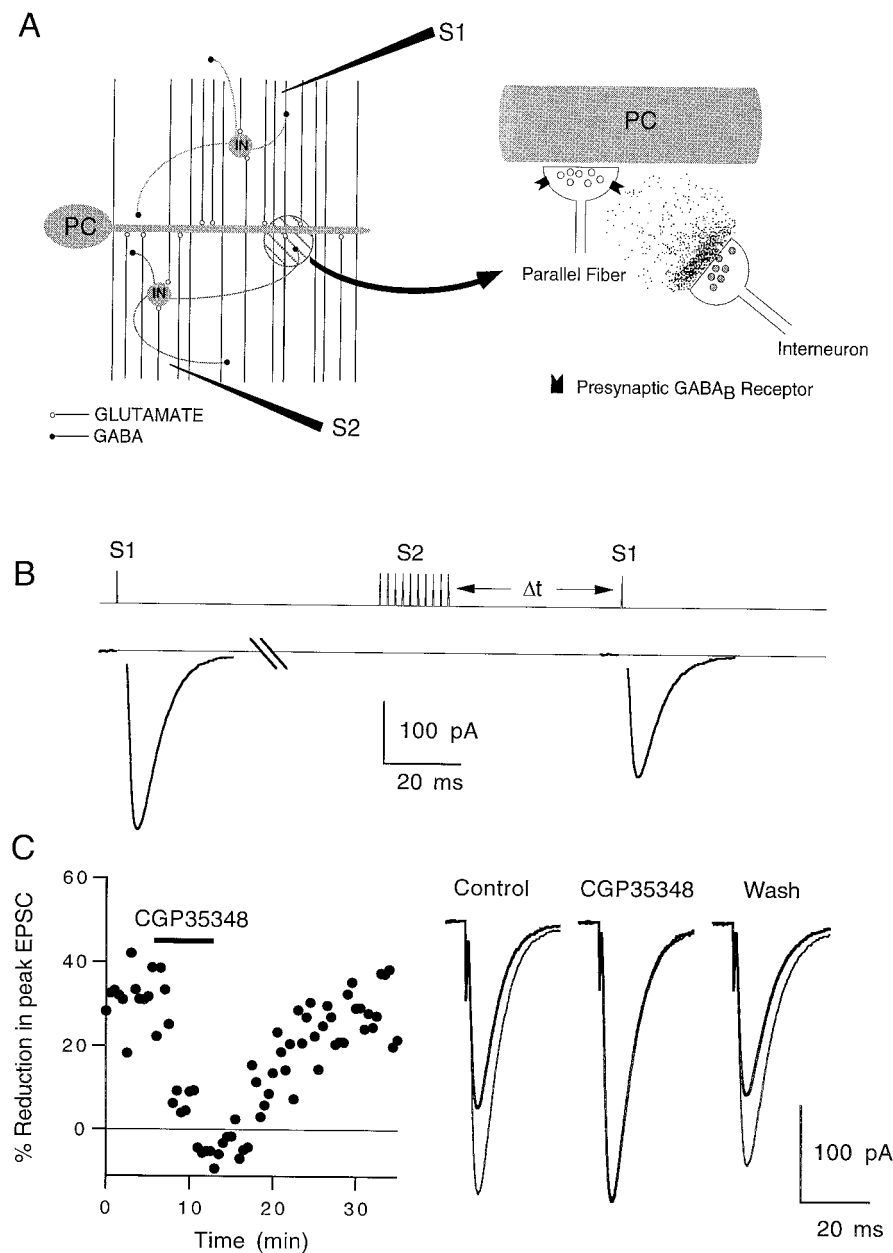 A
S1
IN
PC
IN
GLUTAMATE
GABA
S2
PC
Parallel Fiber
Interneuron
Presynaptic GABAB Receptor
B
S1
S2
Δt
S1
100 pA
20 ms
C
% Reduction in peak EPSC
60
40
20
0
CGP35348
0
10
20
30
Time (min)
Control
CGP35348
Wash
100 pA
20 ms